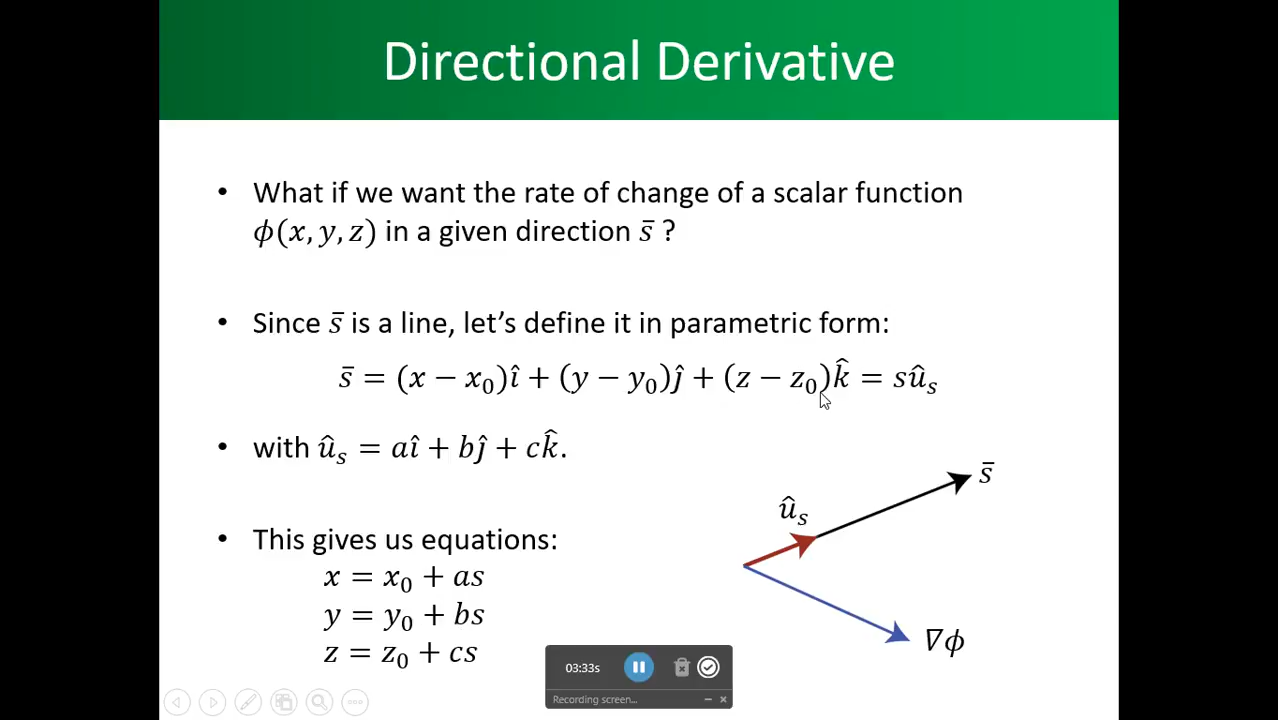 Directional Derivative
• What if we want the rate of change of a scalar function
ϕ(x, y, z) in a given direction s̄ ?
• Since s̄ is a line, let’s define it in parametric form:
s̄ = (x − x₀)î + (y − y₀)ĵ + (z − z₀)k̂ = sûₛ
• with ûₛ = aî + bĵ + ck̂.
s̄
ûₛ
• This gives us equations:
x = x₀ + as
y = y₀ + bs
∇ϕ
z = z₀ + cs
03:33s
Recording screen...